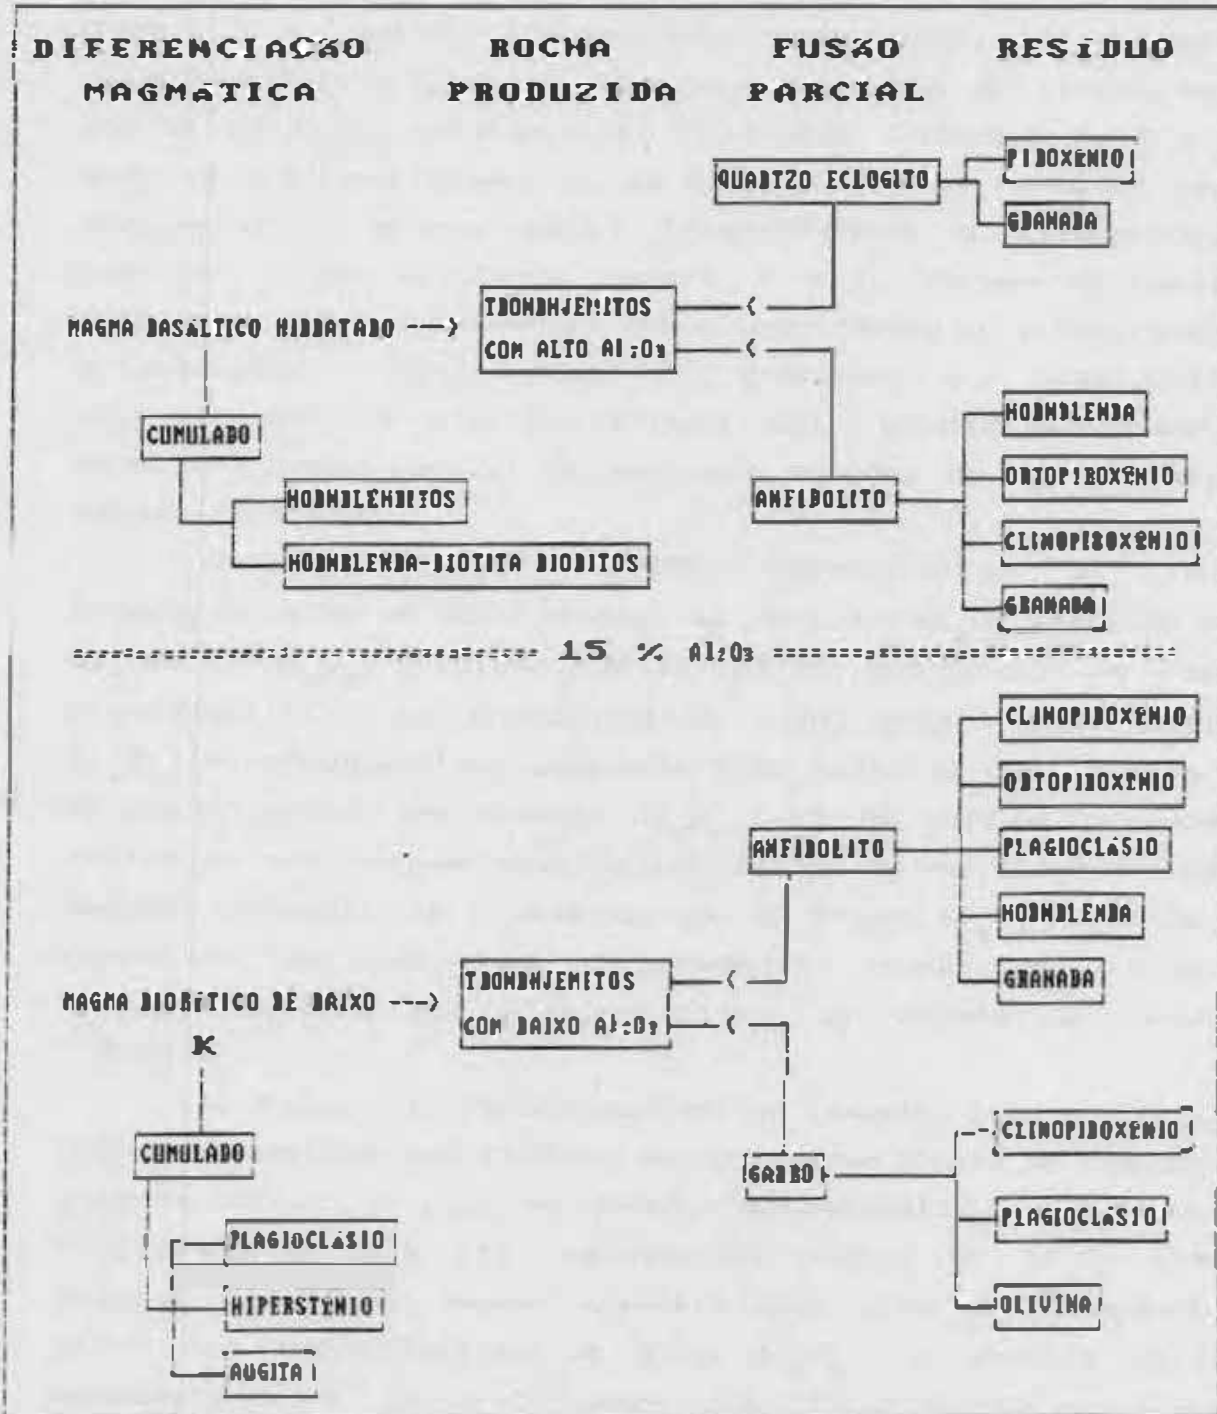 DIFERENCIAÇÃO MAGMÁTICA
ROCHA PRODUZIDA
FUSÃO PARCIAL
RESÍDUO
QUARTZO ECLOGITO
PIROXÊNIO
GRANADA
MAGMA BASÁLTICO HIDRATADO --->
TRONDHJEMITOS
COM ALTO Al2O3
CUMULADO
HORNBLENDITOS
HORNBLENDA-BIOTITA DIORITOS
ANFIBOLITO
HORNBLENDA
ORTOPIROXÊNIO
CLINOPIROXÊNIO
GRANADA
15 % Al2O3
CLINOPIROXÊNIO
ORTOPIROXÊNIO
ANFIBOLITO
PLAGIOCLÁSIO
HORNBLENDA
GRANADA
MAGMA DIORÍTICO DE BAIXO --->
K
TRONDHJEMITOS
COM BAIXO Al2O3
CUMULADO
PLAGIOCLÁSIO
HIPERSTÊNIO
AUGITA
GABRO
CLINOPIROXÊNIO
PLAGIOCLÁSIO
OLIVINA